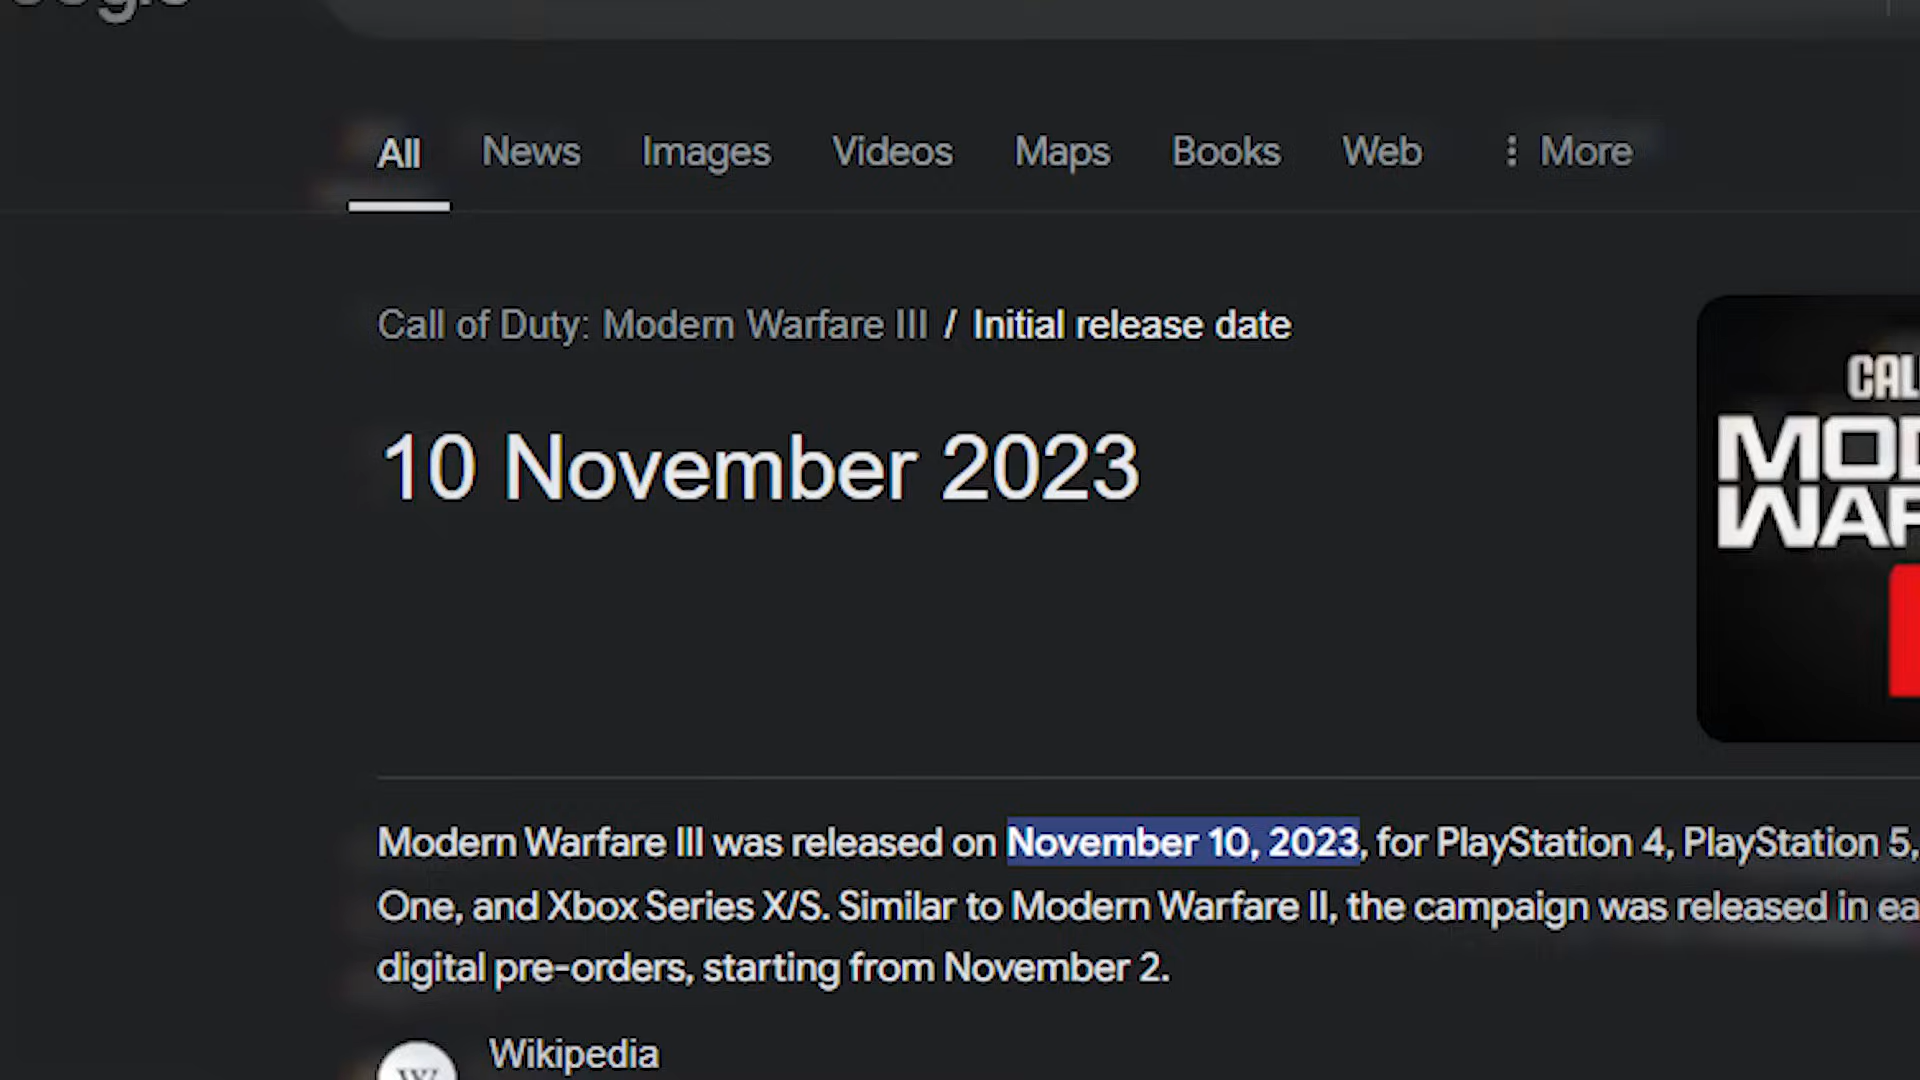 All News Images Videos Maps Books Web More
Call of Duty: Modern Warfare III / Initial release date
10 November 2023
CAL
MOD
WAR
Modern Warfare III was released on November 10, 2023, for PlayStation 4, PlayStation 5,
One, and Xbox Series X/S. Similar to Modern Warfare II, the campaign was released in ea
digital pre-orders, starting from November 2.
Wikipedia
W